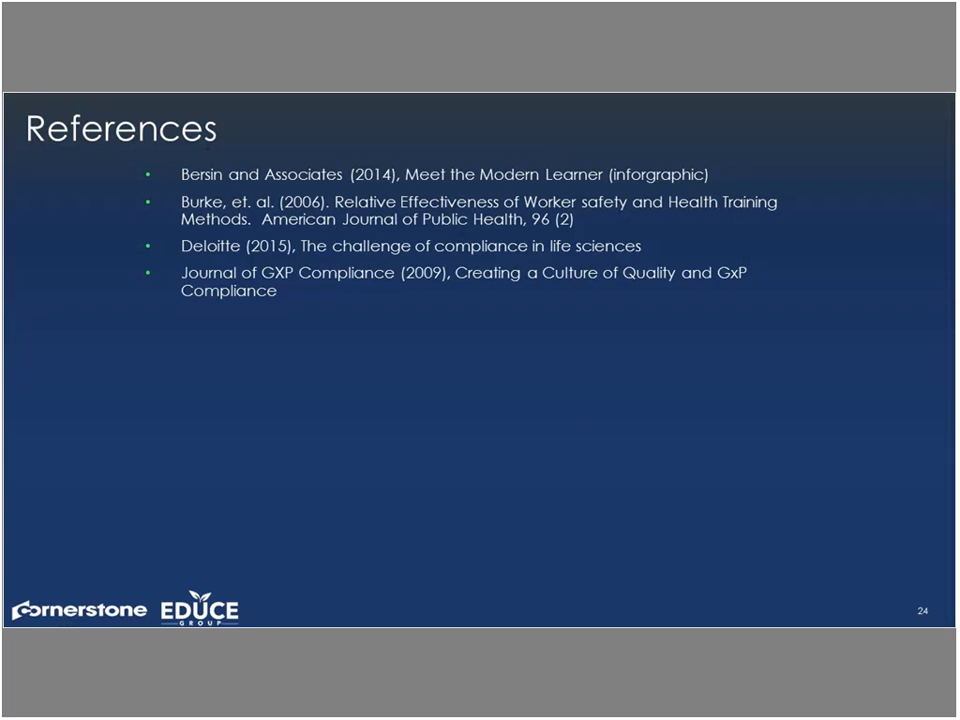 References
• Bersin and Associates (2014), Meet the Modern Learner (inforgraphic)
• Burke, et. al. (2006). Relative Effectiveness of Worker safety and Health Training
Methods.  American Journal of Public Health, 96 (2)
• Deloitte (2015), The challenge of compliance in life sciences
• Journal of GXP Compliance (2009), Creating a Culture of Quality and GxP
Compliance
cornerstone
EDUCE
GROUP
24